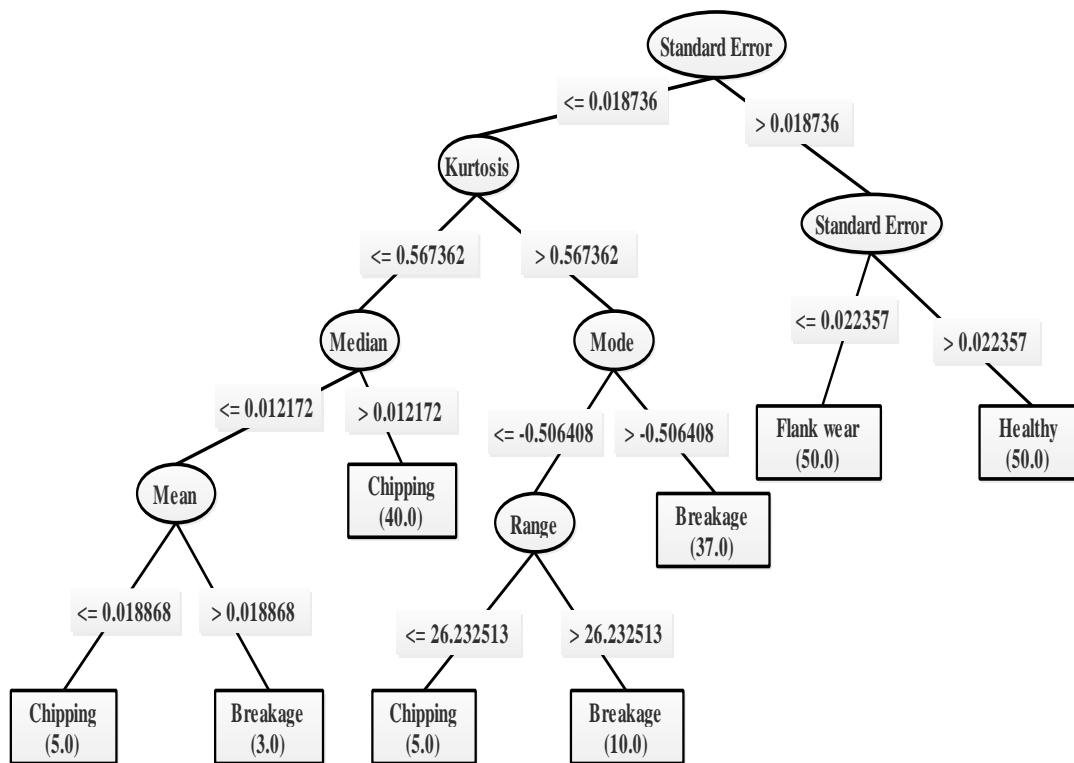 Standard Error
<= 0.018736
> 0.018736
Kurtosis
Standard Error
<= 0.567362
> 0.567362
<= 0.022357
> 0.022357
Median
Mode
<= 0.012172
> 0.012172
<= -0.506408
> -0.506408
Flank wear
(50.0)
Healthy
(50.0)
Mean
Chipping
(40.0)
Range
Breakage
(37.0)
<= 0.018868
> 0.018868
<= 26.232513
> 26.232513
Chipping
(5.0)
Breakage
(3.0)
Chipping
(5.0)
Breakage
(10.0)